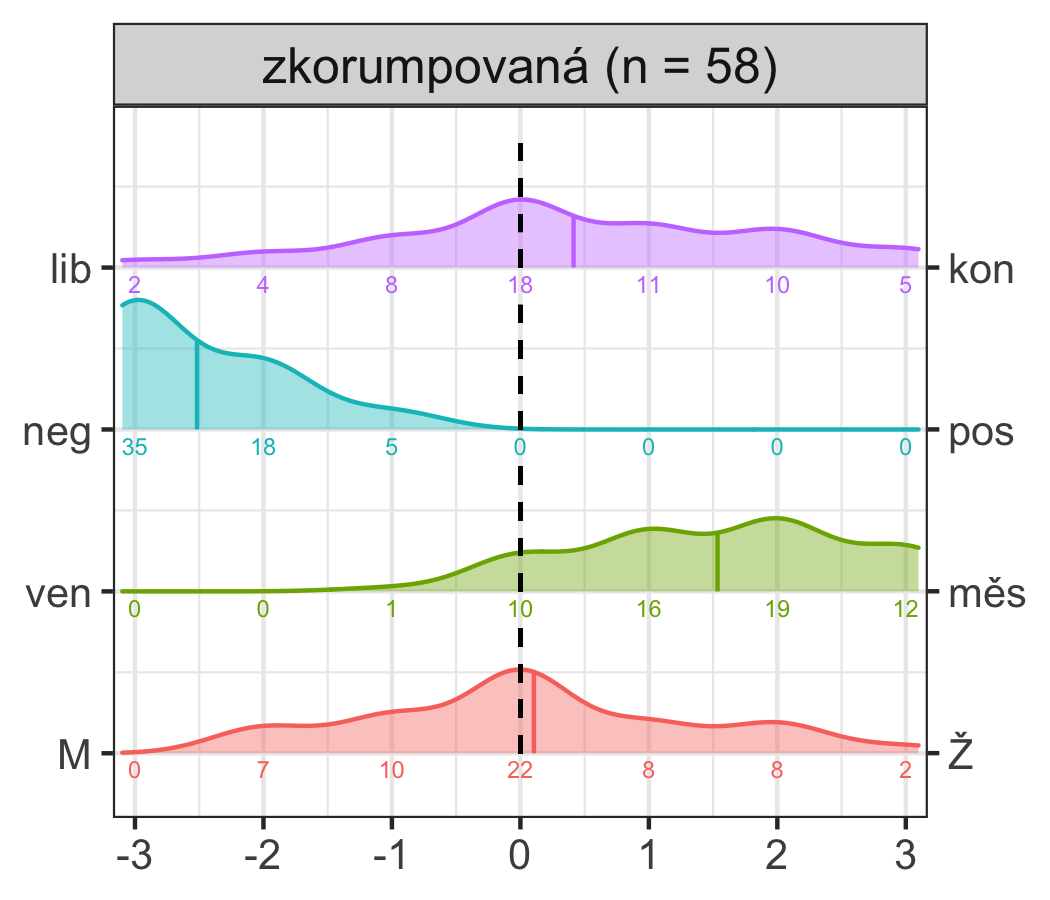 zkorumpovaná (n = 58)
lib kon
2 4 8 18 11 10 5
neg pos
35 18 5 0 0 0 0
ven měs
0 0 1 10 16 19 12
M Ž
0 7 10 22 8 8 2
-3 -2 -1 0 1 2 3